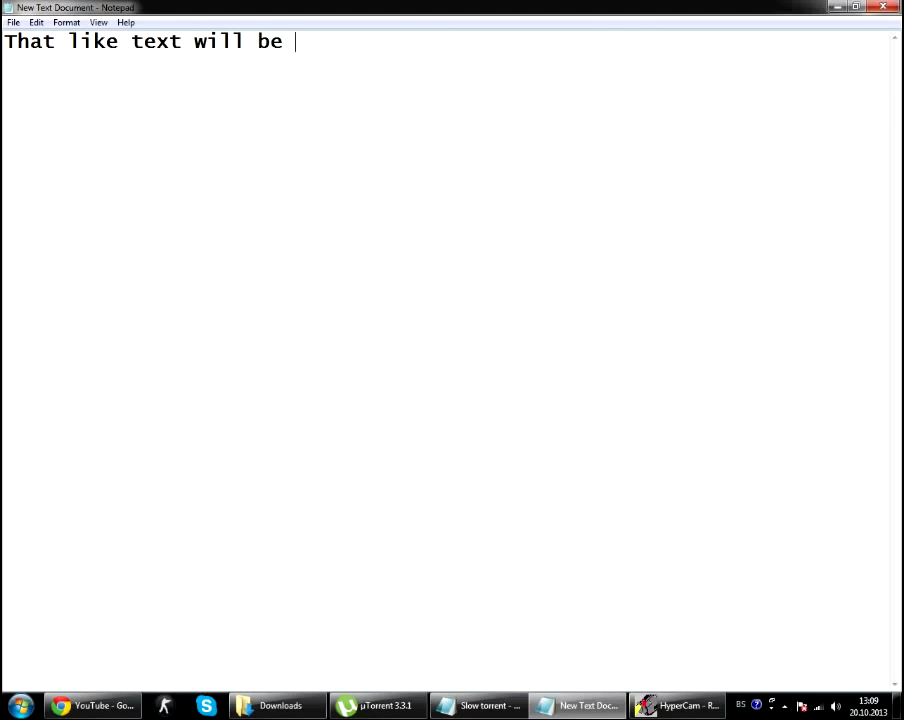 New Text Document - Notepad
File Edit Format View Help
That like text will be
YouTube - Go... Downloads µTorrent 3.3.1 Slow torrent - ... New Text Doc... HyperCam - R... BS 13:09
20.10.2013